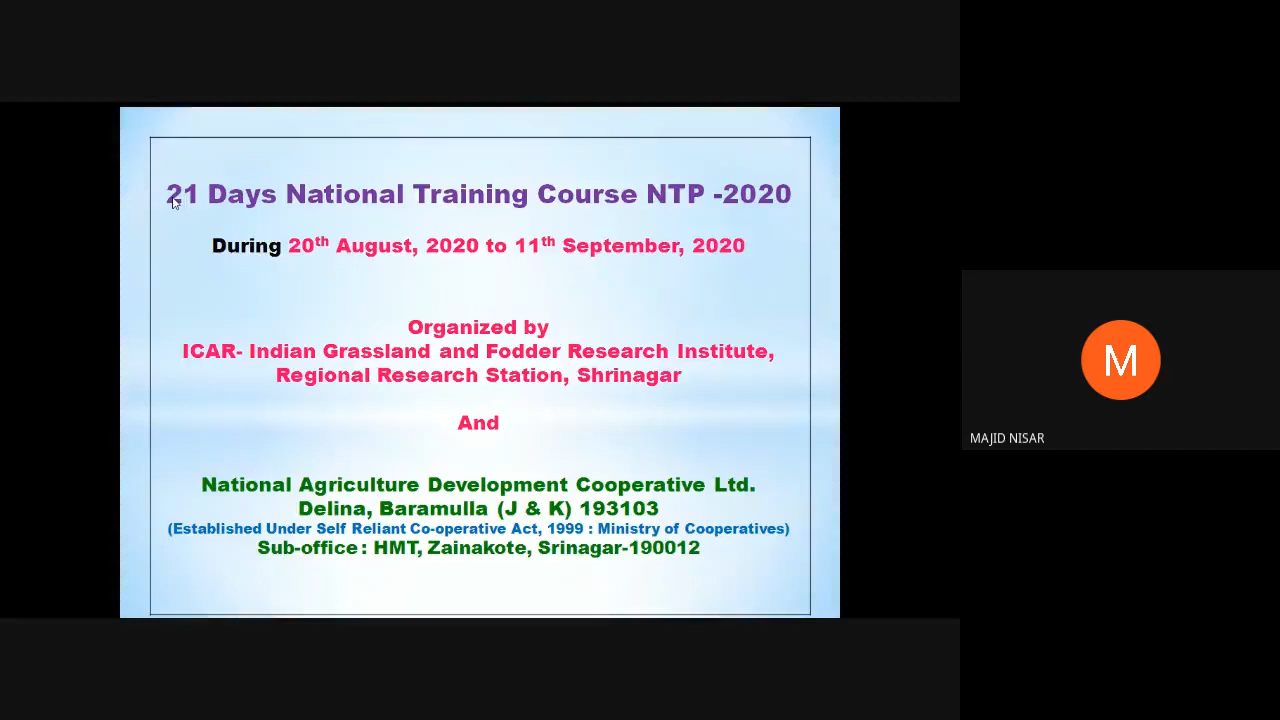 21 Days National Training Course NTP -2020
During 20th August, 2020 to 11th September, 2020
Organized by
ICAR- Indian Grassland and Fodder Research Institute,
Regional Research Station, Shrinagar
And
National Agriculture Development Cooperative Ltd.
Delina, Baramulla (J & K) 193103
(Established Under Self Reliant Co-operative Act, 1999 : Ministry of Cooperatives)
Sub-office : HMT, Zainakote, Srinagar-190012
M
MAJID NISAR